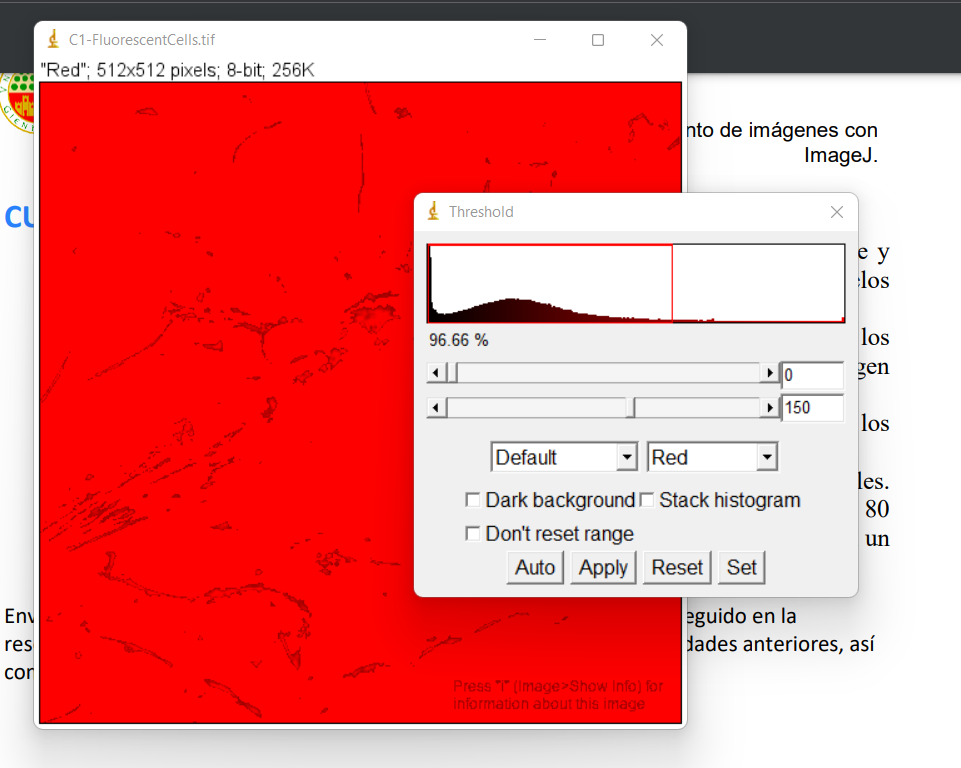 C1-FluorescentCells.tif
"Red"; 512x512 pixels; 8-bit; 256K
nto de imágenes con
ImageJ.
CU
e y
elos
los
gen
los
les.
80
un
Threshold
96.66 %
0
150
Default Red
Dark background Stack histogram
Don't reset range
Auto Apply Reset Set
Press "I" (Image>Show Info) for
information about this image
Env
eguido en la
res
dades anteriores, así
con